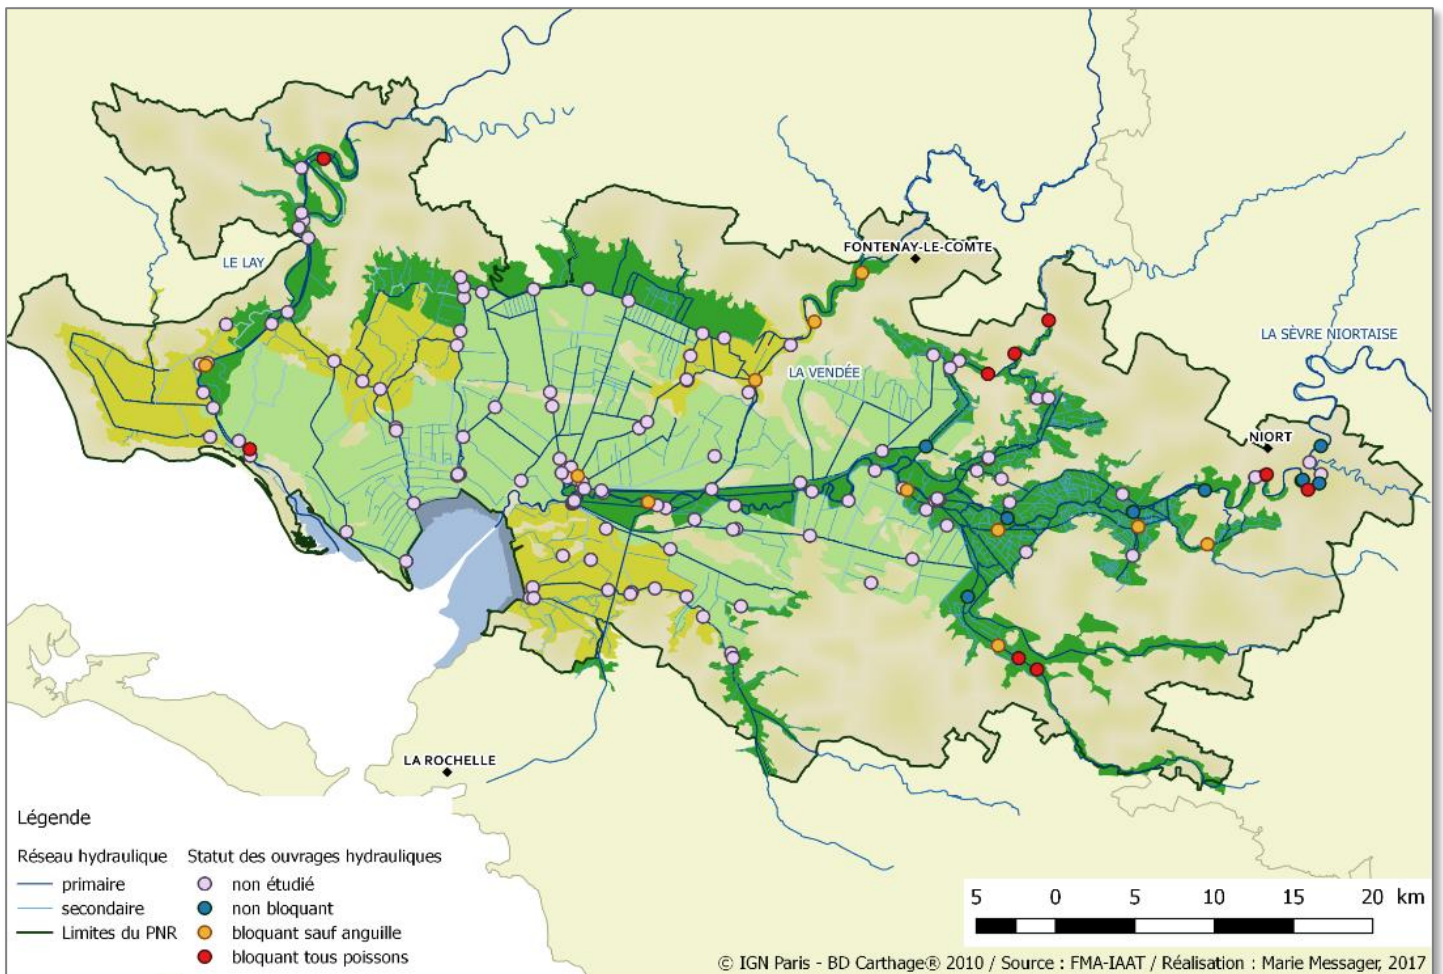 FONTENAY-LE-COMTE
LE LAY
LA SÈVRE NIORTAISE
LA VENDÉE
NIORT
LA ROCHELLE
Légende
Réseau hydraulique
primaire
secondaire
Limites du PNR
Statut des ouvrages hydrauliques
non étudié
non bloquant
bloquant sauf anguille
bloquant tous poissons
5 0 5 10 15 20 km
© IGN Paris - BD Carthage® 2010 / Source : FMA-IAAT / Réalisation : Marie Messager, 2017